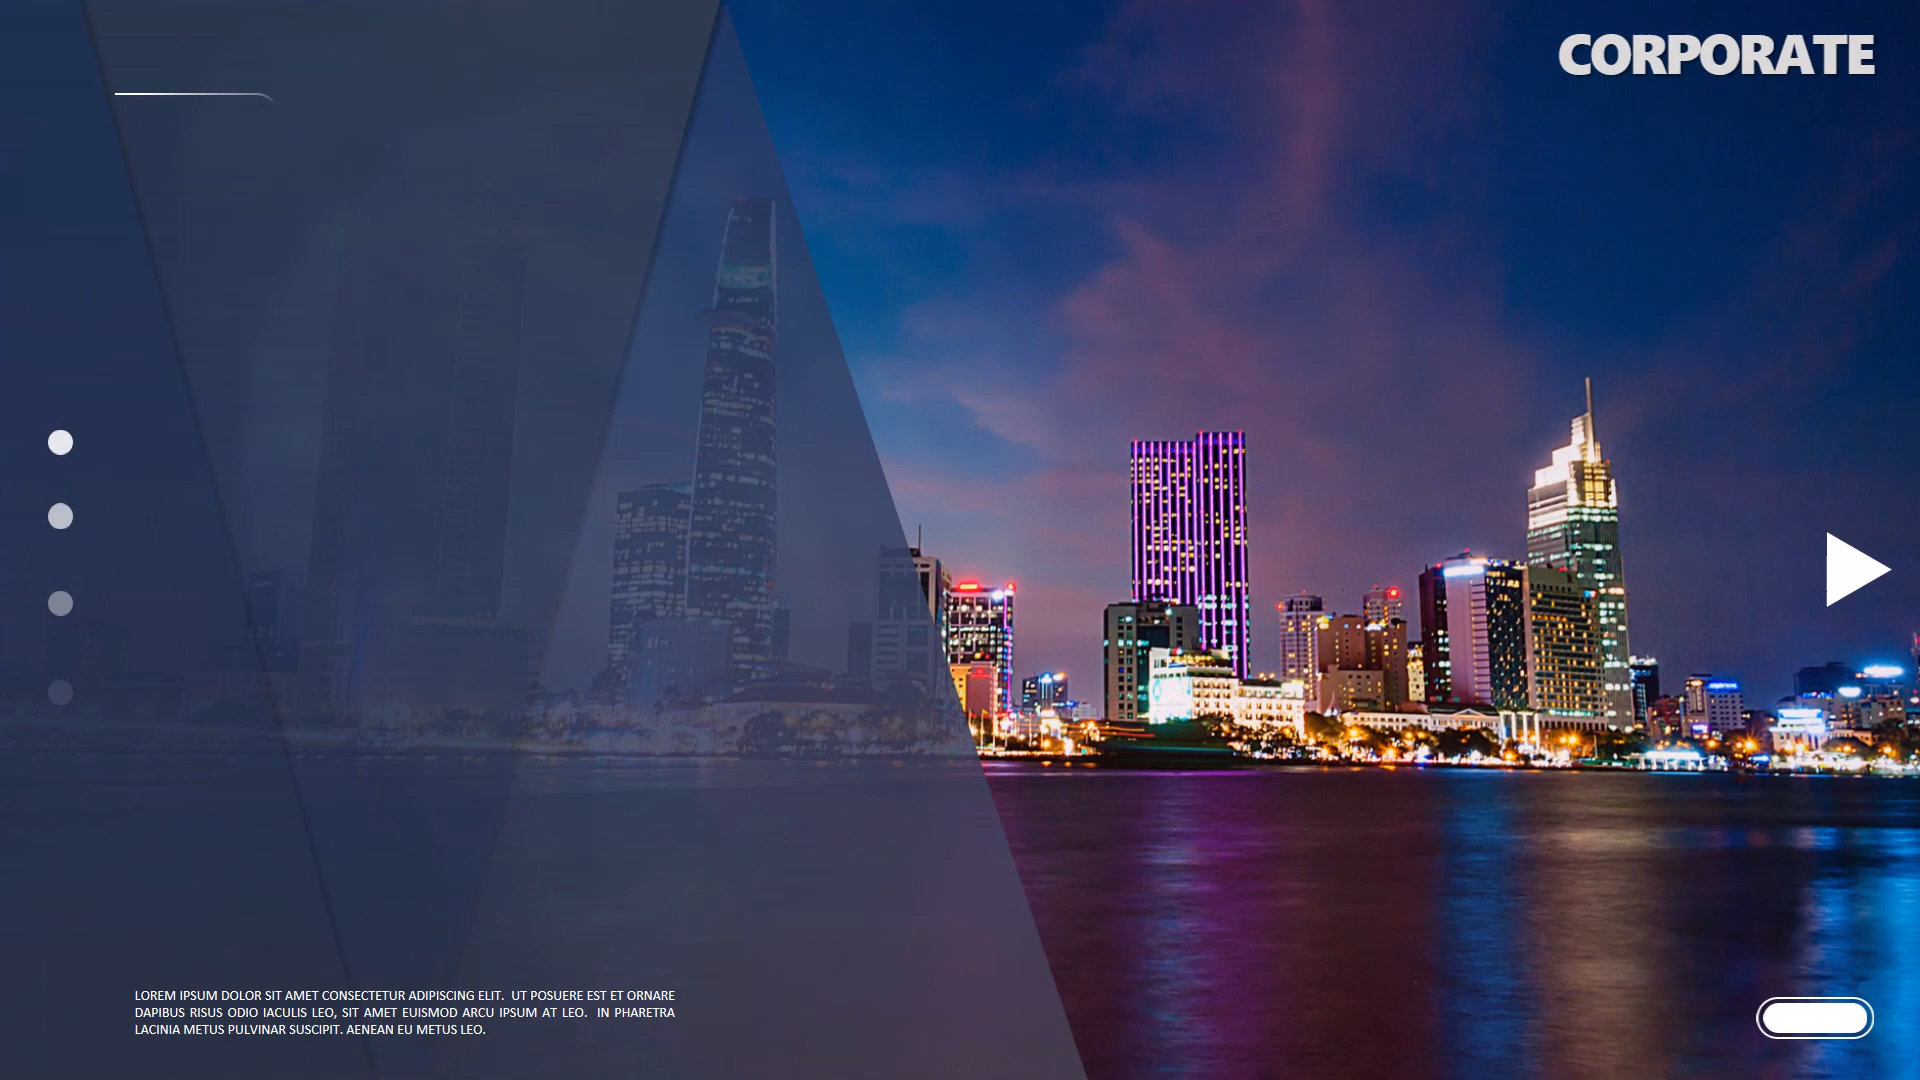 CORPORATE
LOREM IPSUM DOLOR SIT AMET CONSECTETUR ADIPISCING ELIT.  UT POSUERE EST ET ORNARE
DAPIBUS RISUS ODIO IACULIS LEO, SIT AMET EUISMOD ARCU IPSUM AT LEO.  IN PHARETRA
LACINIA METUS PULVINAR SUSCIPIT. AENEAN EU METUS LEO.